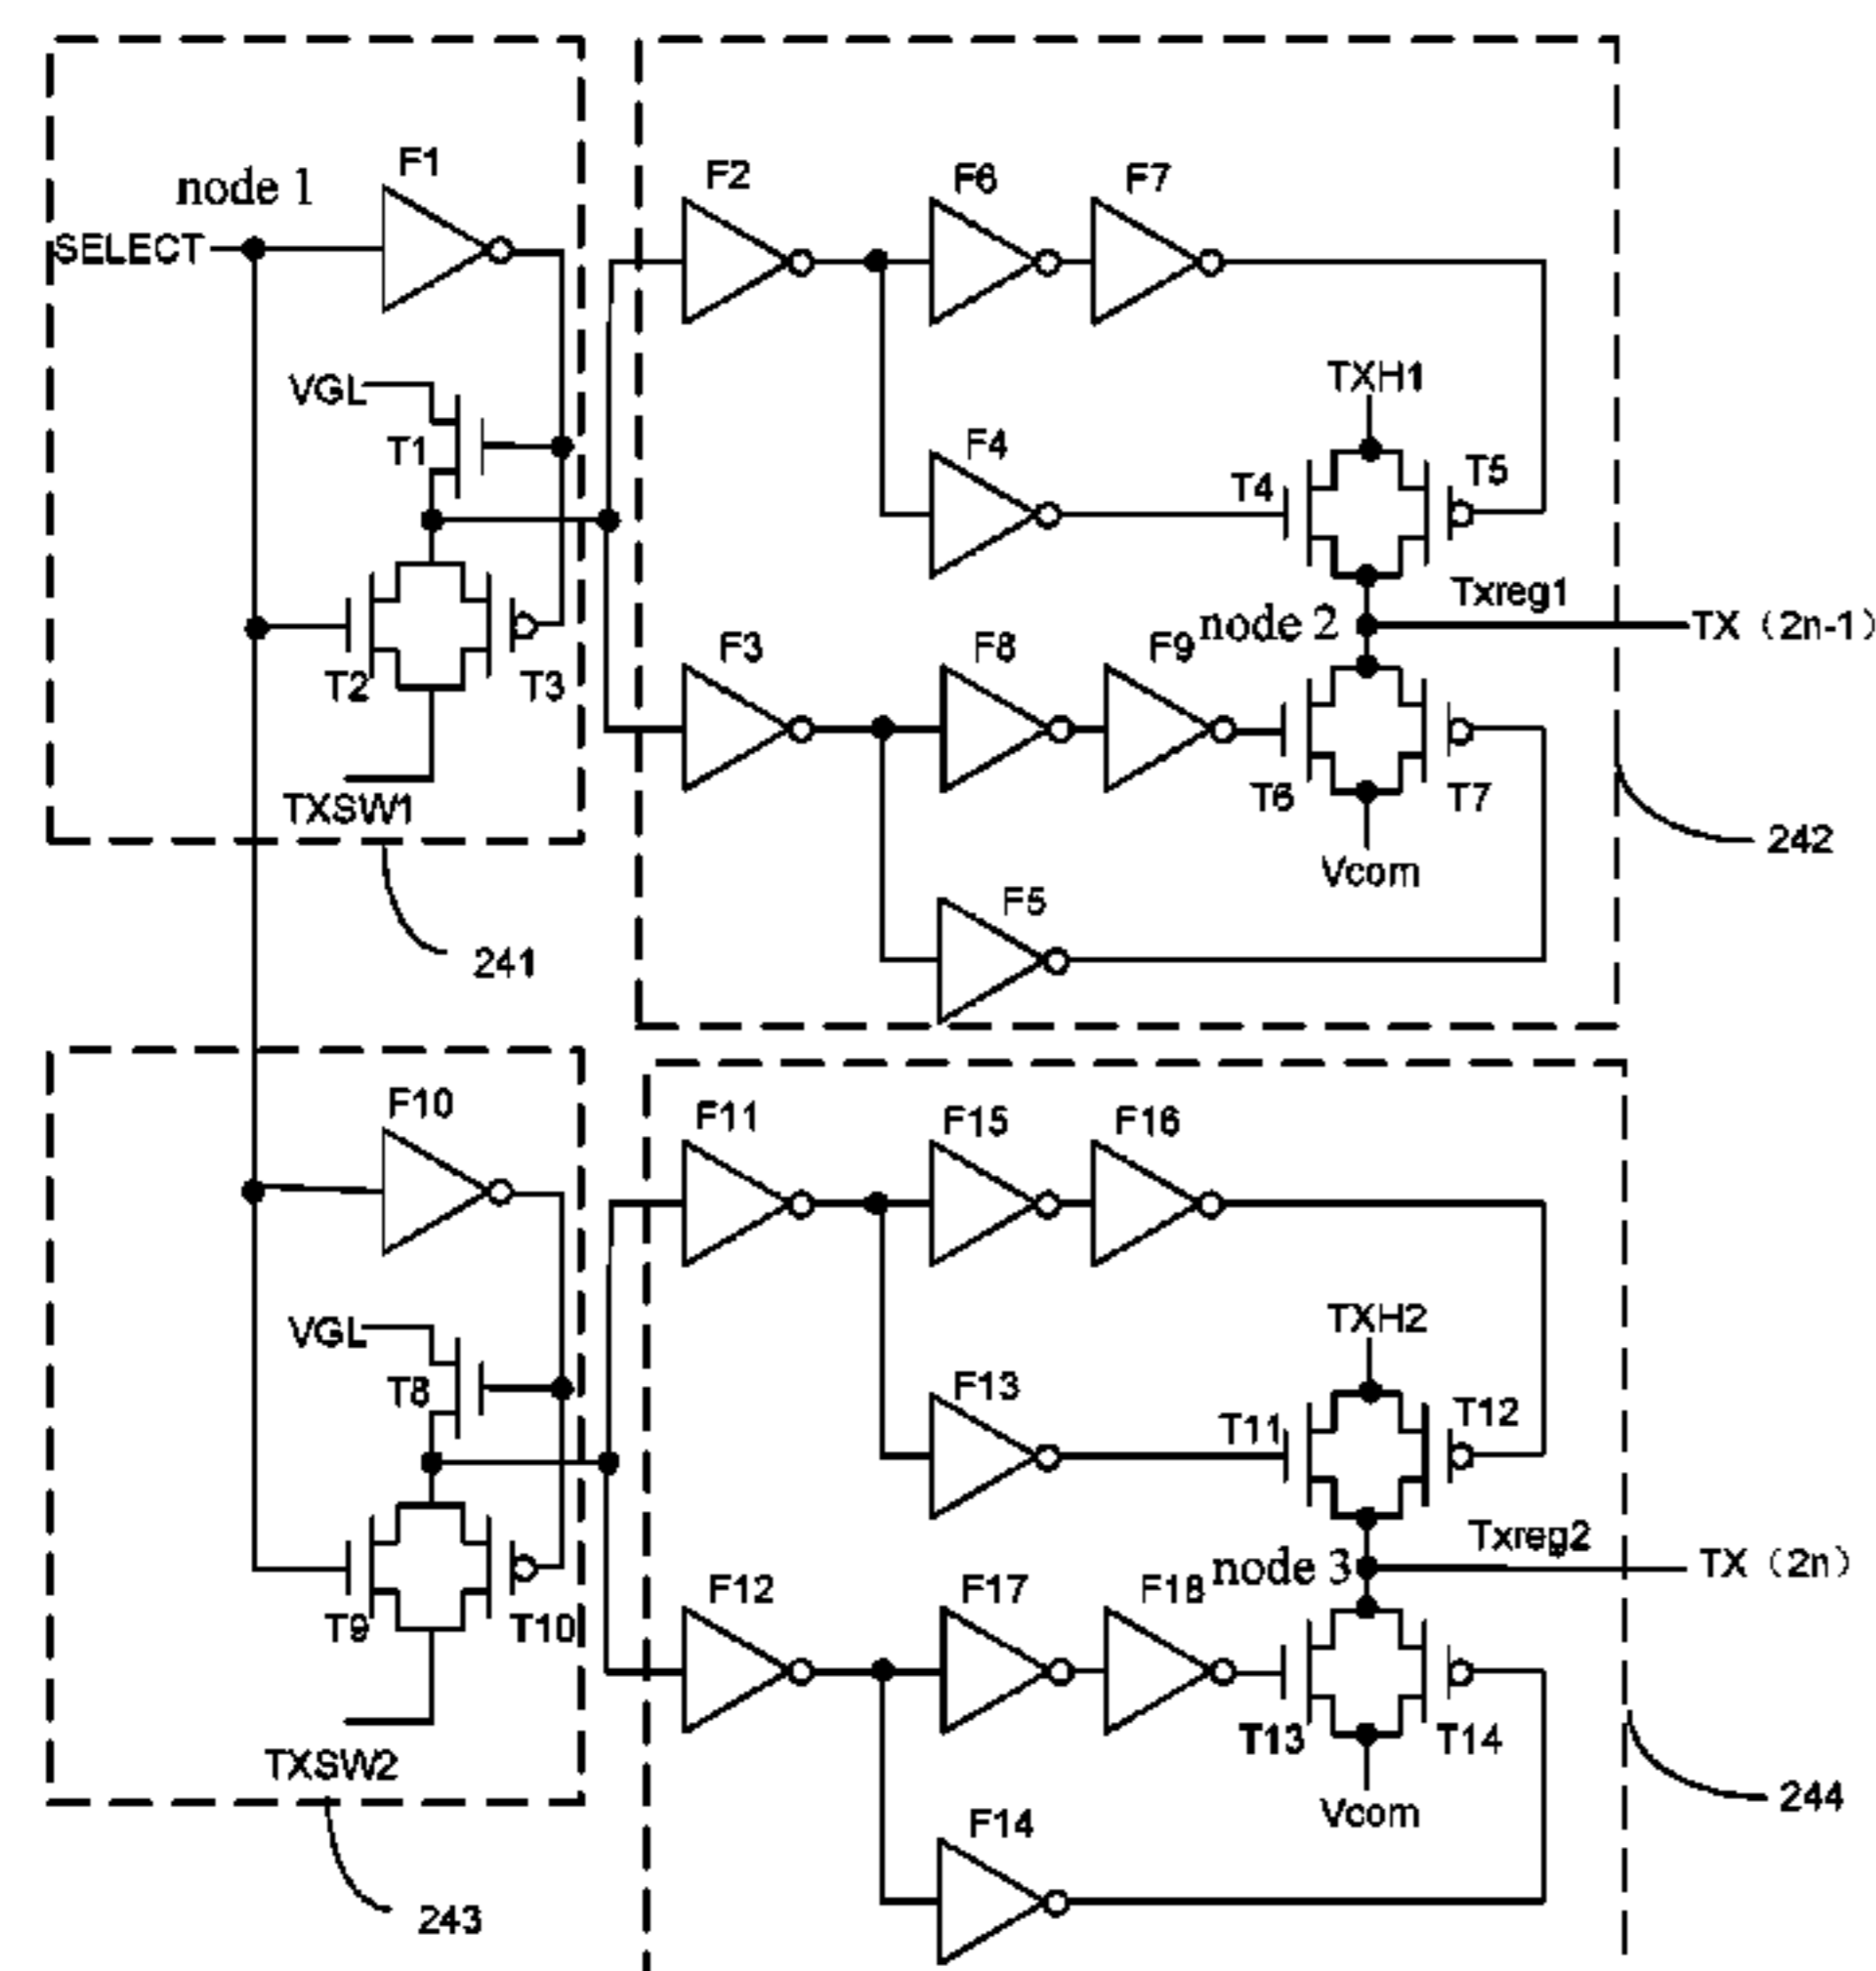 F1
node 1
SELECT
VGL
T1
T2
T3
TXSW1
241
F2
F6
F7
TXH1
F4
T4
T5
Txreg1
node 2
TX (2n-1)
F3
F8
F9
T6
T7
Vcom
242
F5
F10
VGL
T8
T9
T10
TXSW2
243
F11
F15
F16
TXH2
F13
T11
T12
Txreg2
node 3
TX (2n)
F12
F17
F18
T13
T14
Vcom
244
F14